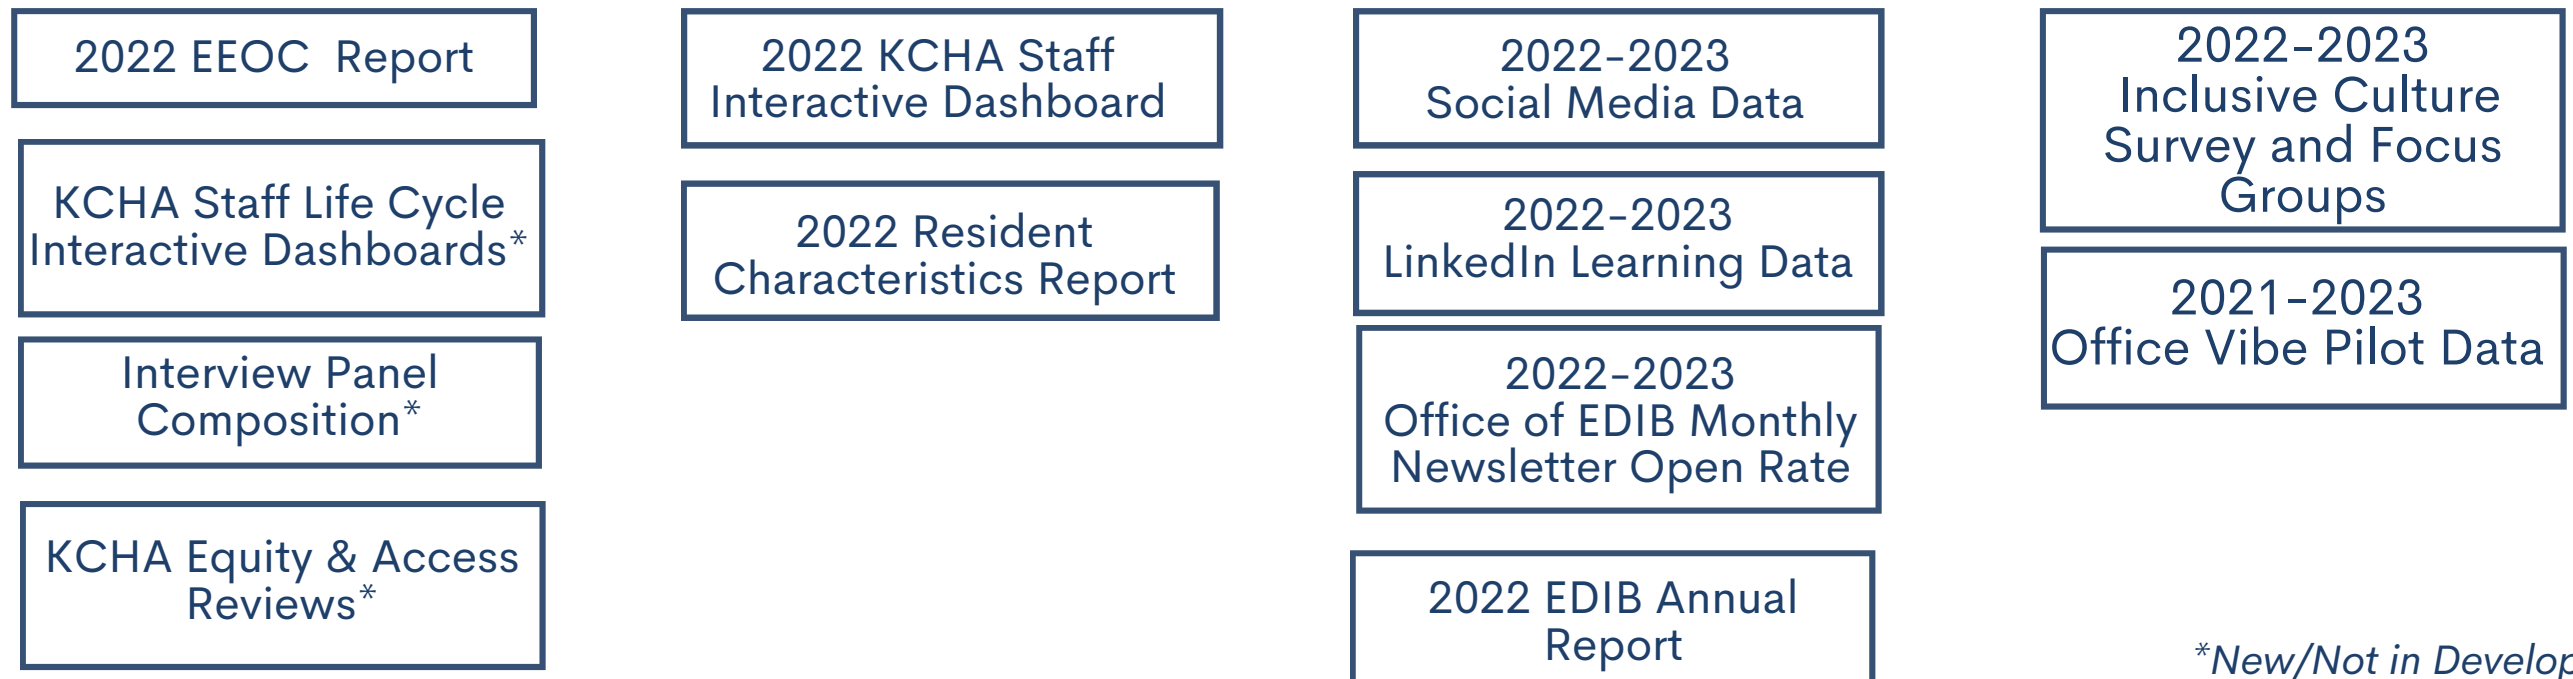 2022 EEOC  Report
KCHA Staff Life Cycle
Interactive Dashboards*
Interview Panel
Composition*
KCHA Equity & Access
Reviews*
2022 KCHA Staff
Interactive Dashboard
2022 Resident
Characteristics Report
2022-2023
Social Media Data
2022-2023
LinkedIn Learning Data
2022-2023
Office of EDIB Monthly
Newsletter Open Rate
2022 EDIB Annual
Report
2022-2023
Inclusive Culture
Survey and Focus
Groups
2021-2023
Office Vibe Pilot Data
*New/Not in Develop